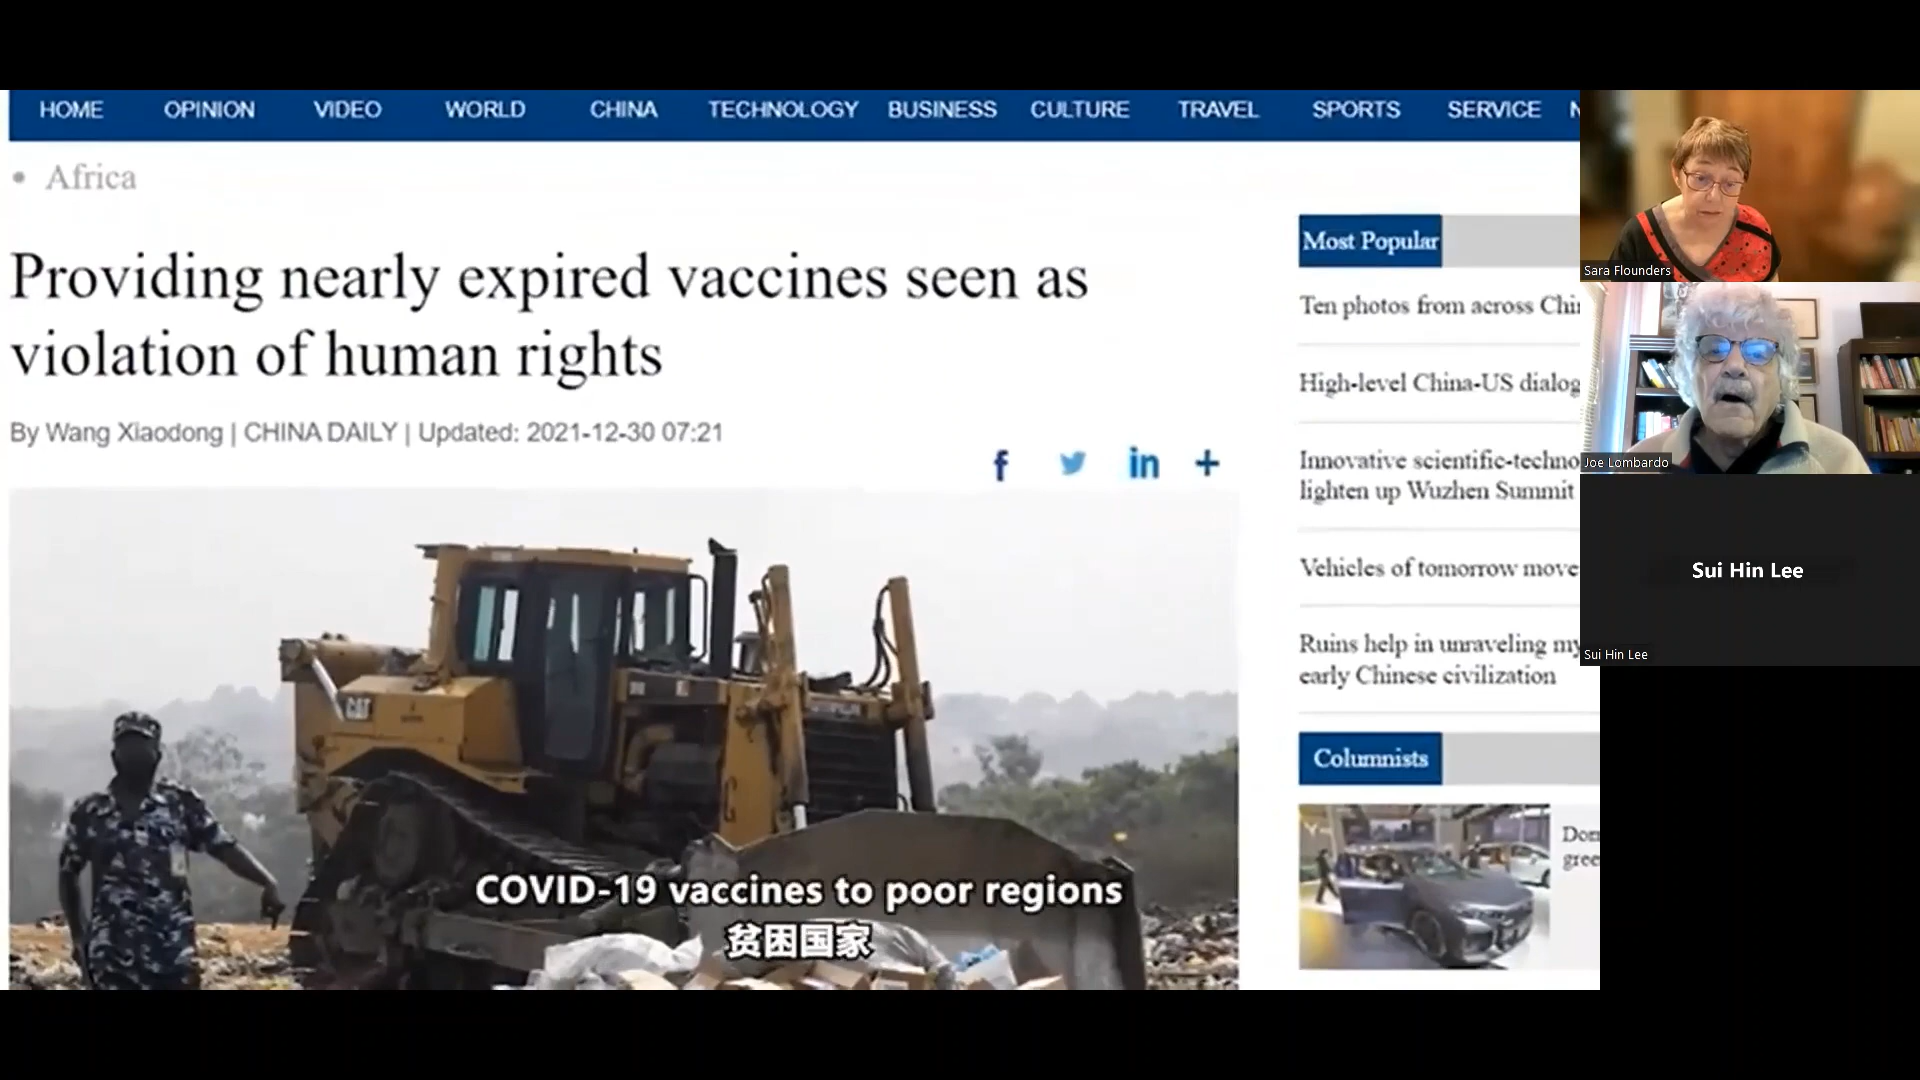 HOME OPINION VIDEO WORLD CHINA TECHNOLOGY BUSINESS CULTURE TRAVEL SPORTS SERVICE N
• Africa
Providing nearly expired vaccines seen as
violation of human rights
By Wang Xiaodong | CHINA DAILY | Updated: 2021-12-30 07:21
f in +
CAT
COVID-19 vaccines to poor regions
贫困国家
Most Popular
Ten photos from across Chi
High-level China-US dialog
Innovative scientific-techno
lighten up Wuzhen Summit
Vehicles of tomorrow move
Ruins help in unraveling my
early Chinese civilization
Columnists
Dom
gree
Sara Flounders
Joe Lombardo
Sui Hin Lee
Sui Hin Lee